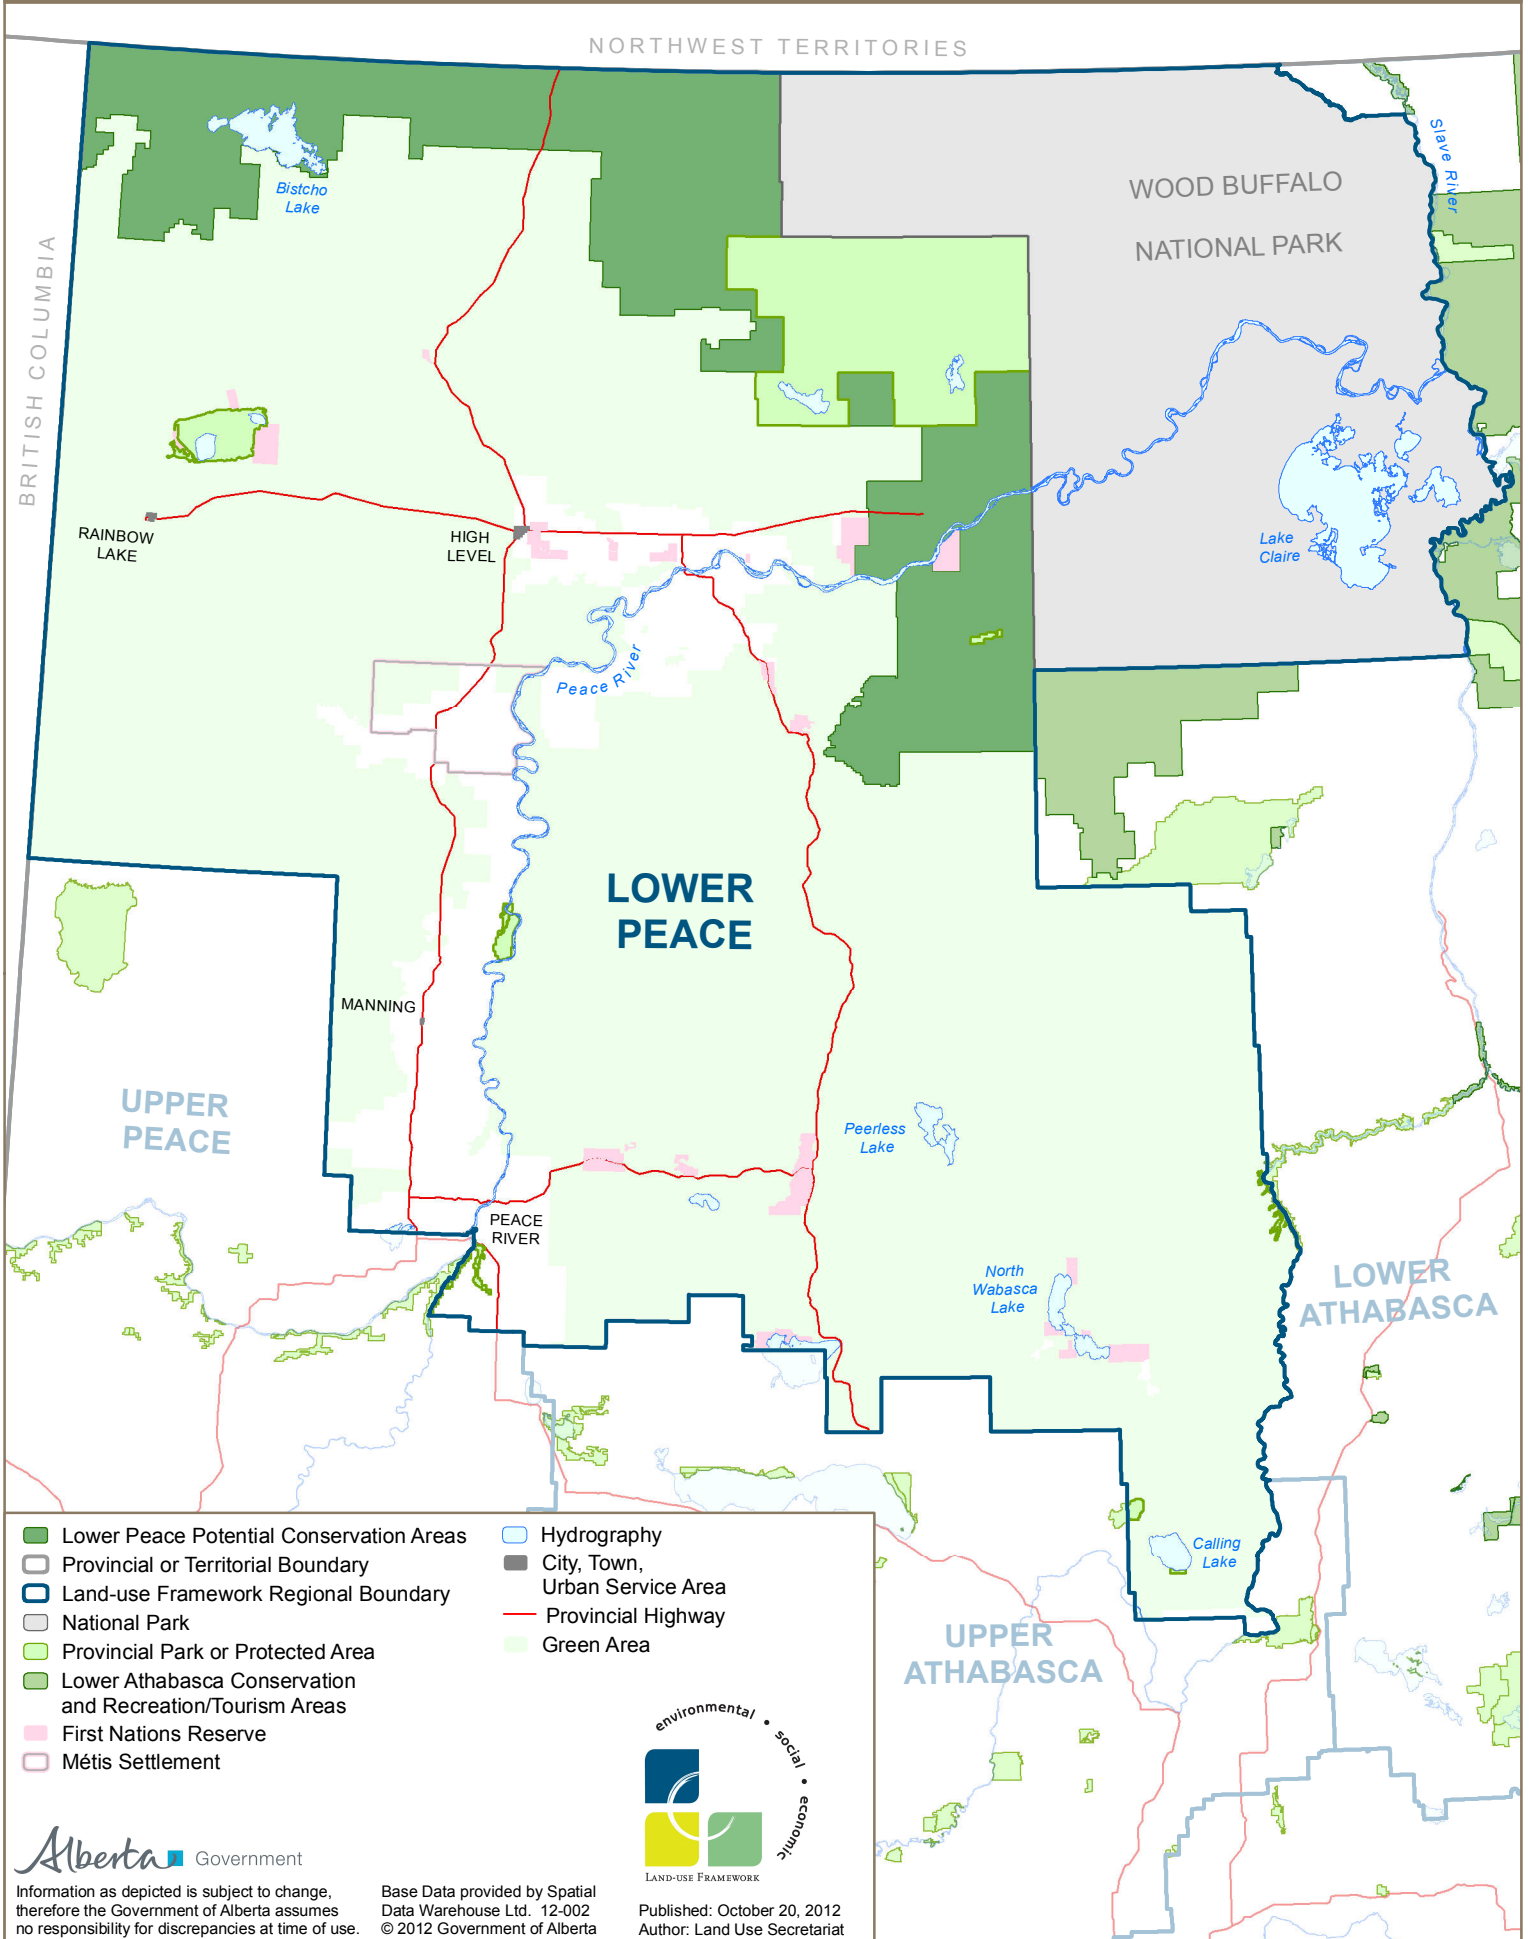 NORTHWEST TERRITORIES
Slave River
WOOD BUFFALO
NATIONAL PARK
Bistcho
Lake
BRITISH COLUMBIA
RAINBOW
LAKE
HIGH
LEVEL
Lake
Claire
Peace River
LOWER
PEACE
MANNING
UPPER
PEACE
Peerless
Lake
PEACE
RIVER
North
Wabasca
Lake
LOWER
ATHABASCA
Calling
Lake
UPPER
ATHABASCA
Lower Peace Potential Conservation Areas
Provincial or Territorial Boundary
Land-use Framework Regional Boundary
National Park
Provincial Park or Protected Area
Lower Athabasca Conservation
and Recreation/Tourism Areas
First Nations Reserve
Métis Settlement
Hydrography
City, Town,
Urban Service Area
Provincial Highway
Green Area
environmental • social • economic
LAND-USE FRAMEWORK
Alberta Government
Information as depicted is subject to change,
therefore the Government of Alberta assumes
no responsibility for discrepancies at time of use.
Base Data provided by Spatial
Data Warehouse Ltd. 12-002
© 2012 Government of Alberta
Published: October 20, 2012
Author: Land Use Secretariat